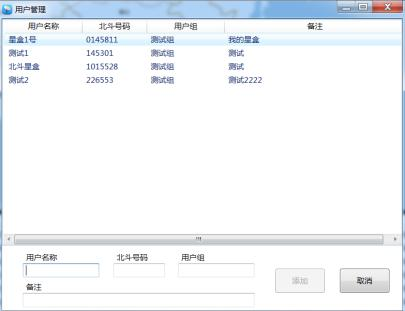 用户管理
用户名称 北斗号码 用户组 备注
星盒1号 0145811 测试组 我的星盒
测试1 145301 测试组 测试
北斗星盒 1015528 测试组 测试
测试2 226553 测试组 测试2222
用户名称 北斗号码 用户组
备注
添加 取消